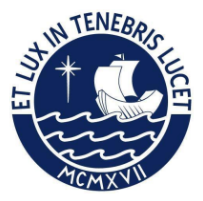 ET LUX IN TENEBRIS LUCET
MCMXVII